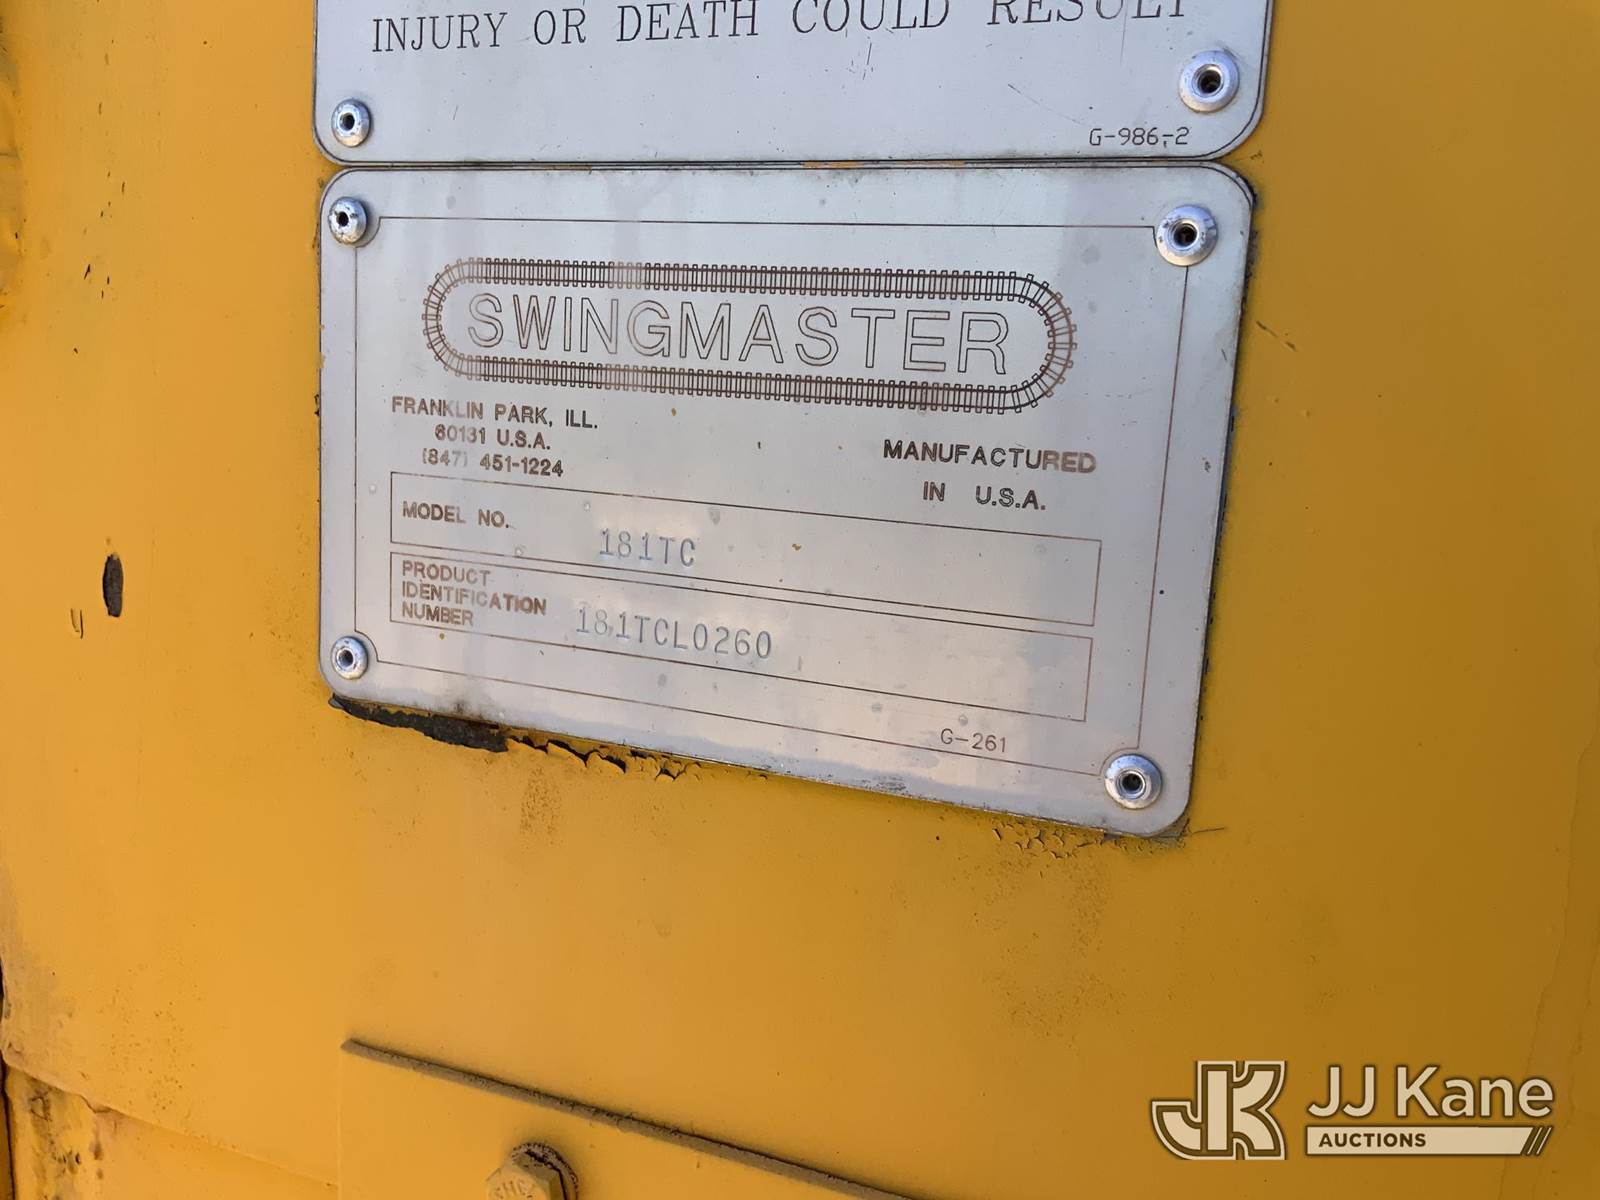 INJURY OR DEATH COULD RESULT
G-986-2
SWINGMASTER
FRANKLIN PARK, ILL.
60131 U.S.A.
(847) 451-1224
MANUFACTURED
IN U.S.A.
MODEL NO. 181TC
PRODUCT
IDENTIFICATION
NUMBER
181TCL0260
G-261
JK JJ Kane
AUCTIONS